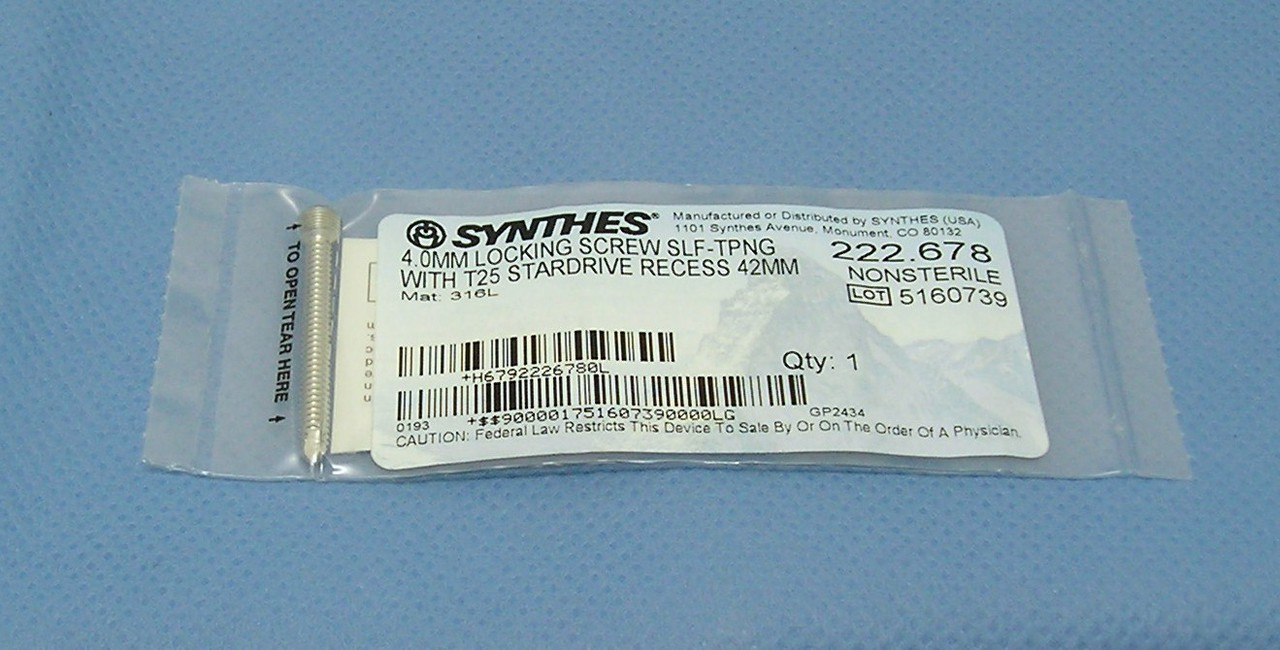 ↑ TO OPEN TEAR HERE ↑
SYNTHES®
Manufactured or Distributed by SYNTHES (USA)
1101 Synthes Avenue, Monument, CO 80132
4.0MM LOCKING SCREW SLF-TPNG
WITH T25 STARDRIVE RECESS 42MM
Mat: 316L
222.678
NONSTERILE
LOT 5160739
+H6792226780L
Qty: 1
+$$900001751607390000LG
0193
GP2434
CAUTION: Federal Law Restricts This Device To Sale By Or On The Order Of A Physician.